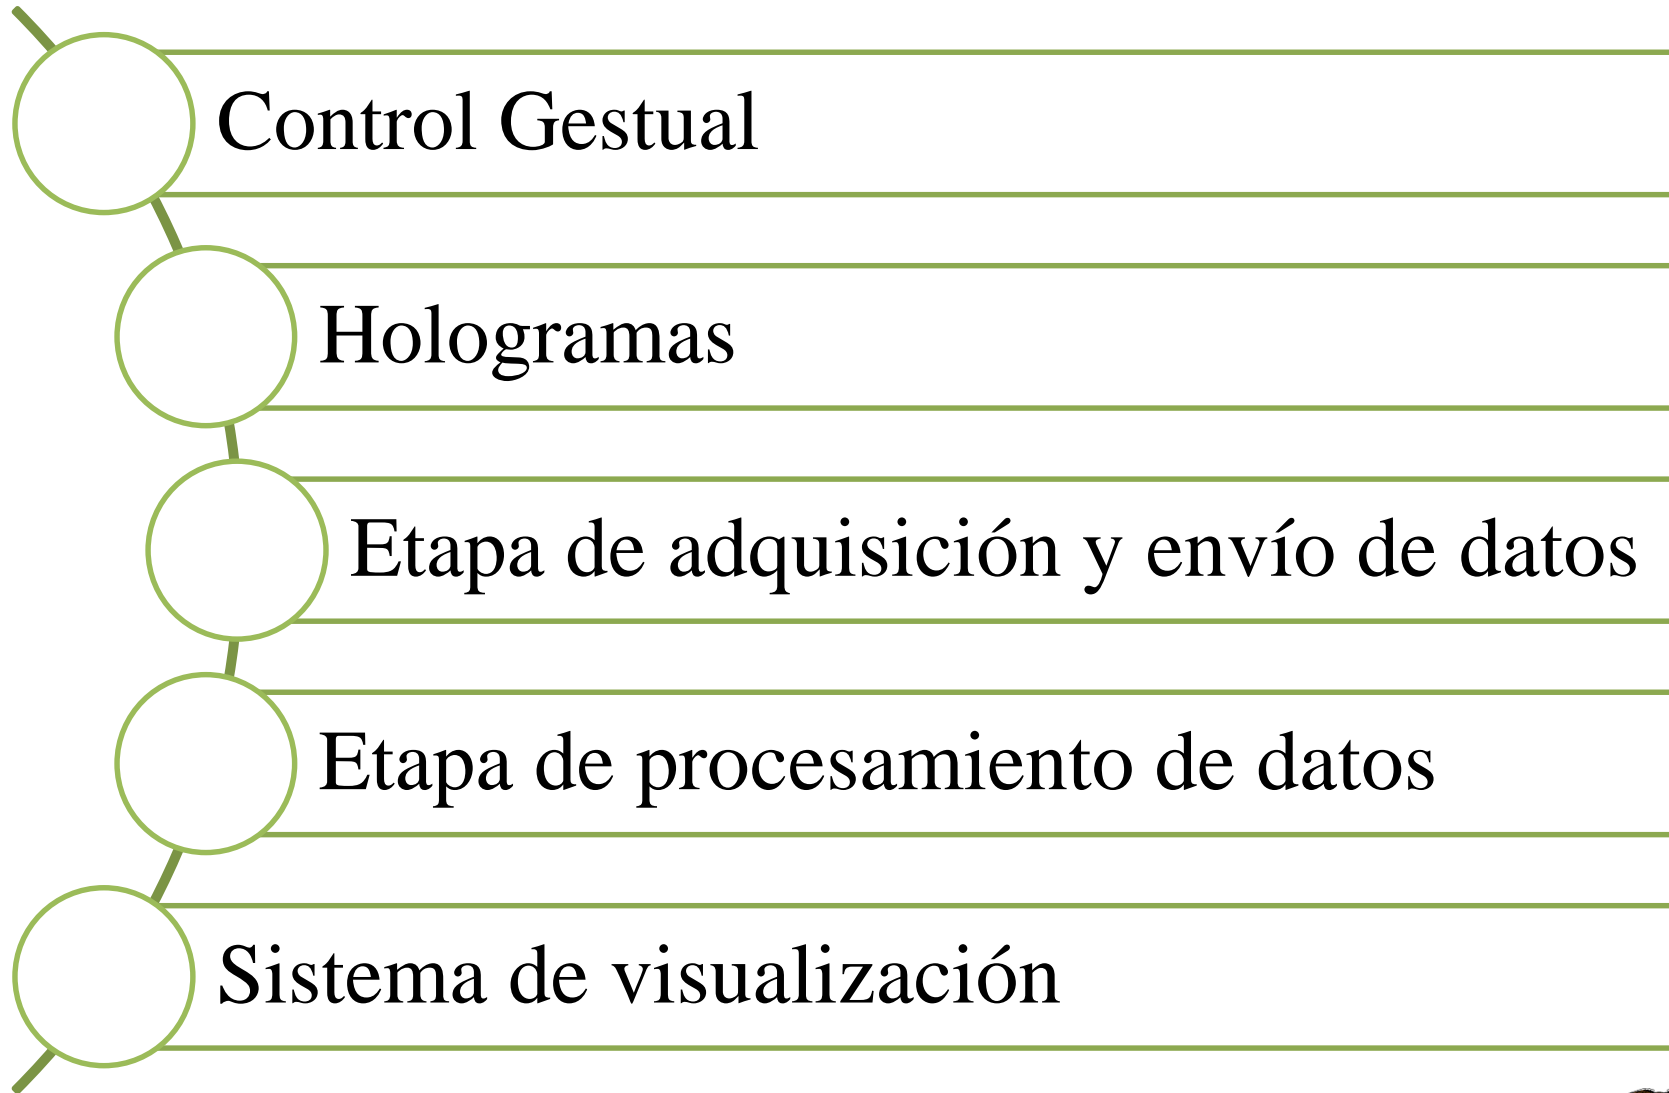 Control Gestual
Hologramas
Etapa de adquisición y envío de datos
Etapa de procesamiento de datos
Sistema de visualización